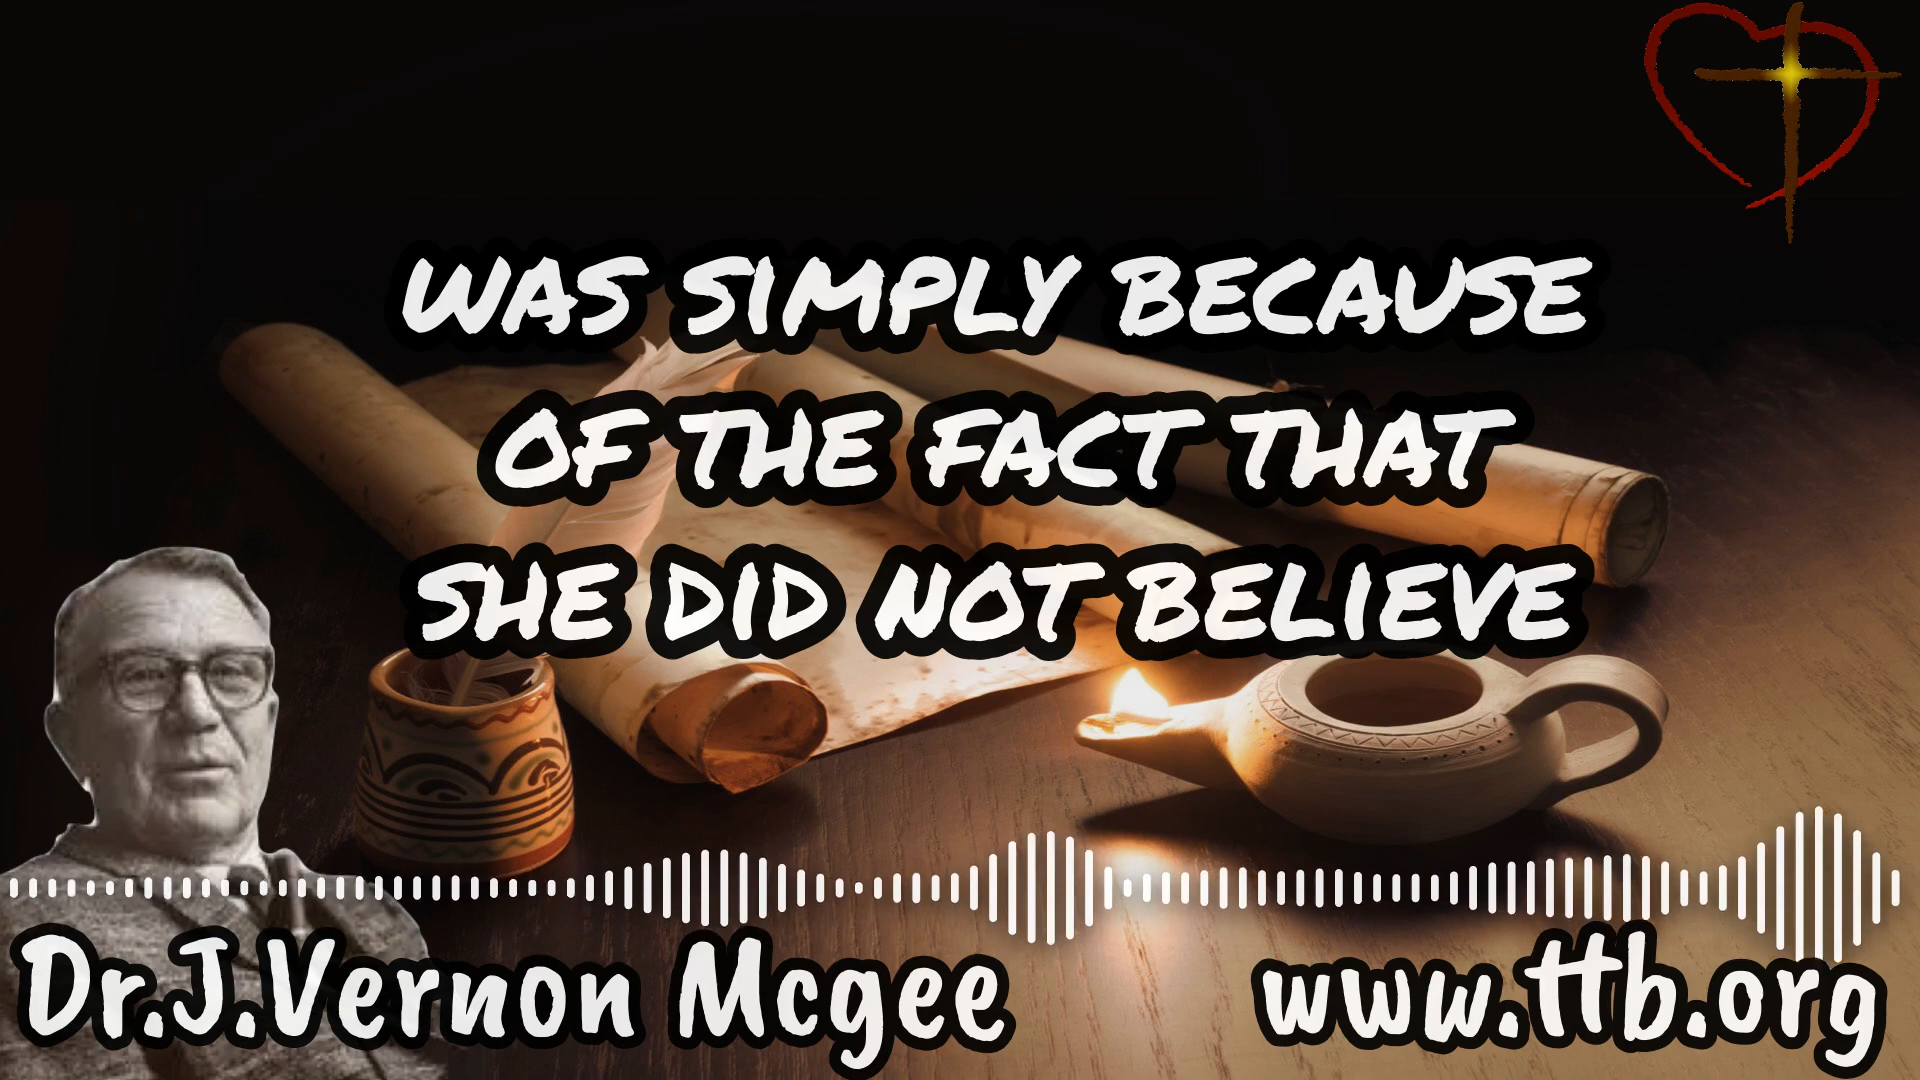 WAS SIMPLY BECAUSE
OF THE FACT THAT
SHE DID NOT BELIEVE
Dr.J.Vernon Mcgee
www.ttb.org